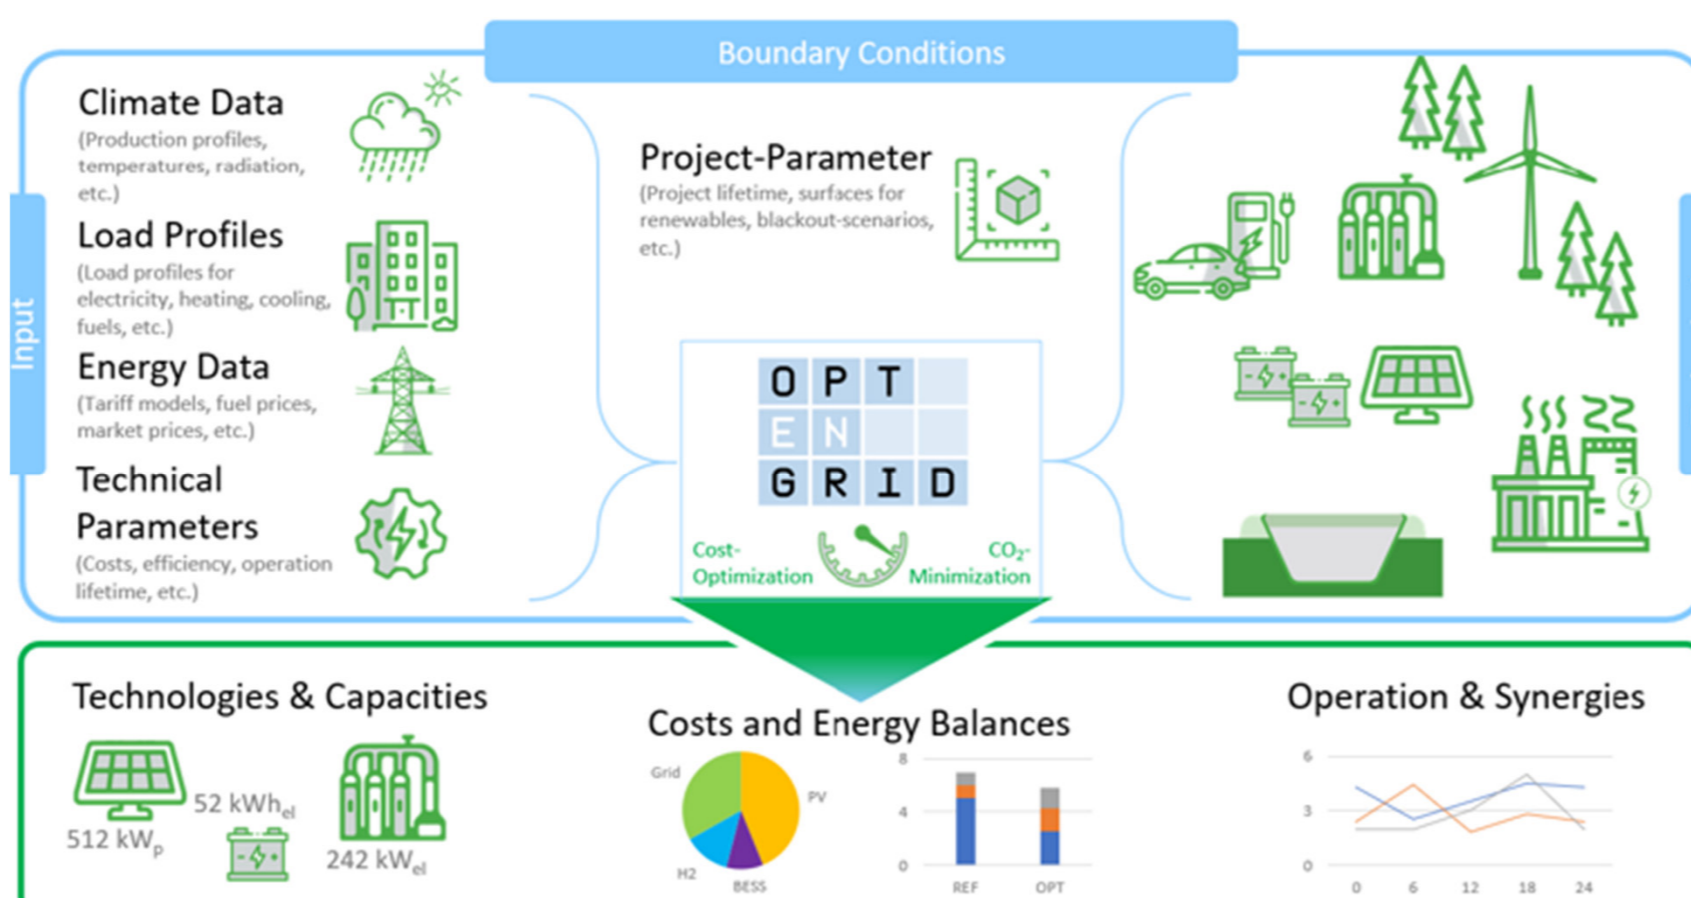 Boundary Conditions
Input
Climate Data
(Production profiles,
temperatures, radiation,
etc.)
Load Profiles
(Load profiles for
electricity, heating, cooling,
fuels, etc.)
Energy Data
(Tariff models, fuel prices,
market prices, etc.)
Technical
Parameters
(Costs, efficiency, operation
lifetime, etc.)
Project-Parameter
(Project lifetime, surfaces for
renewables, blackout-scenarios,
etc.)
OPT
EN
GRID
Cost-
Optimization
CO₂-
Minimization
Technologies & Capacities
512 kWp
52 kWhel
242 kWel
Costs and Energy Balances
Grid
PV
H2
BESS
8
4
0
REF OPT
Operation & Synergies
6
3
0
0 6 12 18 24